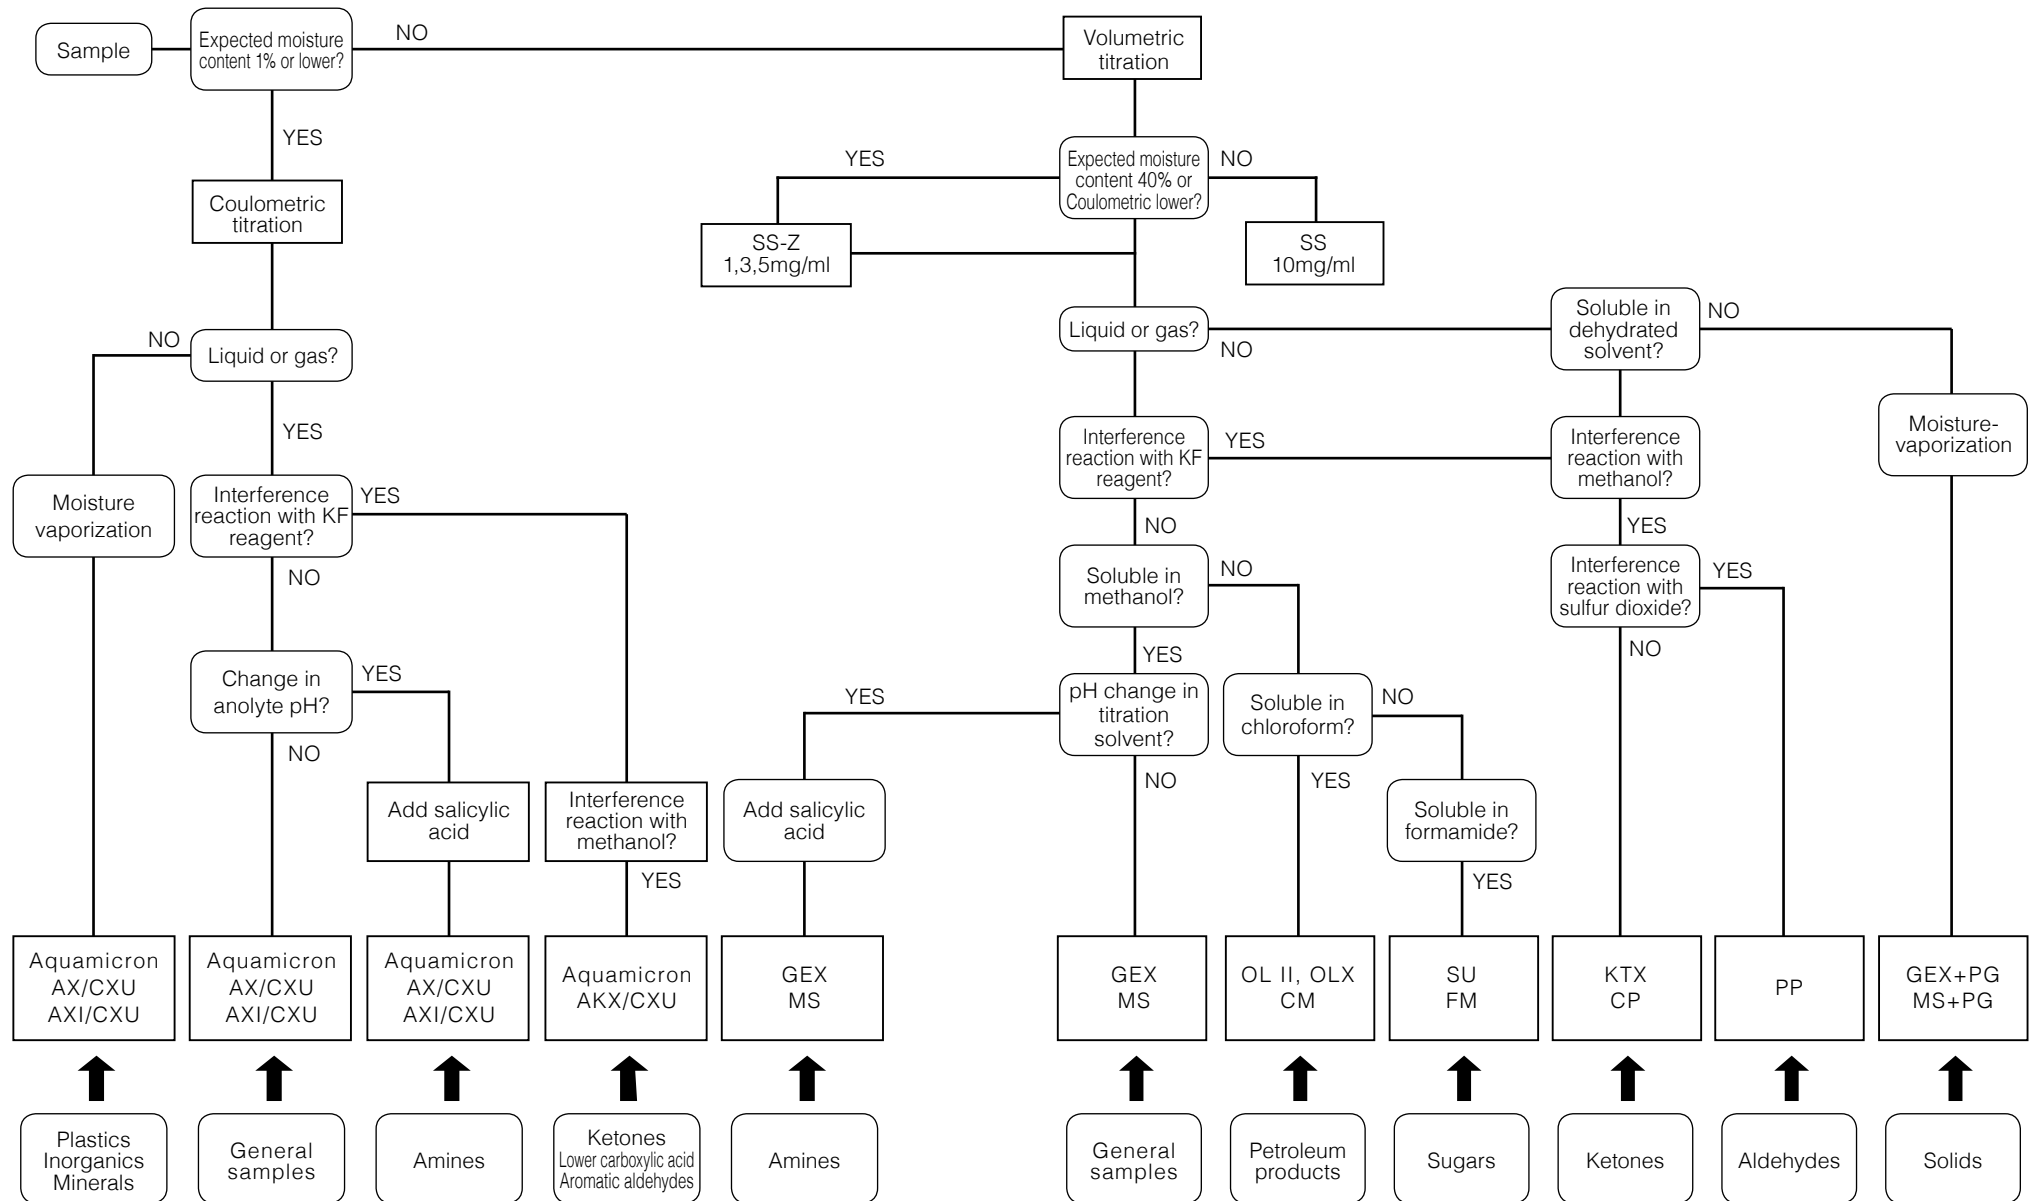 Sample
Expected moisture
content 1% or lower?
NO
Volumetric
titration
YES
Coulometric
titration
YES
Expected moisture
content 40% or
Coulometric lower?
NO
SS-Z
1,3,5mg/ml
SS
10mg/ml
NO
Liquid or gas?
YES
Liquid or gas?
NO
Soluble in
dehydrated
solvent?
NO
Moisture
vaporization
Interference
reaction with KF
reagent?
YES
NO
Interference
reaction with KF
reagent?
YES
NO
Interference
reaction with
methanol?
YES
Moisture-
vaporization
Soluble in
methanol?
NO
YES
Interference
reaction with
sulfur dioxide?
YES
NO
Change in
anolyte pH?
YES
NO
YES
pH change in
titration
solvent?
NO
Soluble in
chloroform?
NO
YES
Add salicylic
acid
Interference
reaction with
methanol?
YES
Add salicylic
acid
Soluble in
formamide?
YES
Aquamicron
AX/CXU
AXI/CXU
Aquamicron
AX/CXU
AXI/CXU
Aquamicron
AX/CXU
AXI/CXU
Aquamicron
AKX/CXU
GEX
MS
GEX
MS
OL II, OLX
CM
SU
FM
KTX
CP
PP
GEX+PG
MS+PG
Plastics
Inorganics
Minerals
General
samples
Amines
Ketones
Lower carboxylic acid
Aromatic aldehydes
Amines
General
samples
Petroleum
products
Sugars
Ketones
Aldehydes
Solids